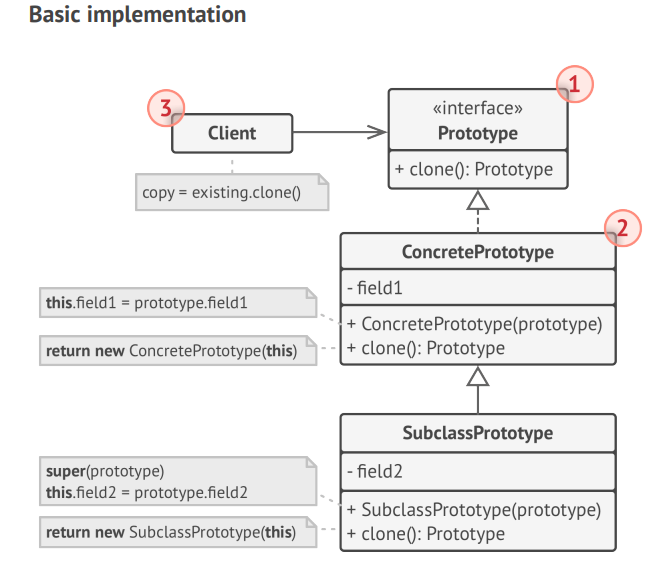 Basic implementation
1
3
«interface»
Prototype
Client
+ clone(): Prototype
copy = existing.clone()
2
ConcretePrototype
- field1
this.field1 = prototype.field1
+ ConcretePrototype(prototype)
return new ConcretePrototype(this)
+ clone(): Prototype
SubclassPrototype
- field2
super(prototype)
this.field2 = prototype.field2
+ SubclassPrototype(prototype)
return new SubclassPrototype(this)
+ clone(): Prototype